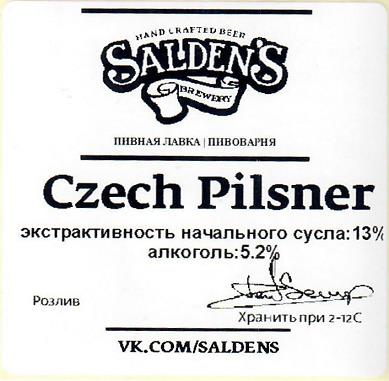 HAND CRAFTED BEER
SALDEN'S
BREWERY
ПИВНАЯ ЛАВКА | ПИВОВАРНЯ
Czech Pilsner
экстрактивность начального сусла:13%
алкоголь:5.2%
Розлив
Хранить при 2-12С
VK.COM/SALDENS